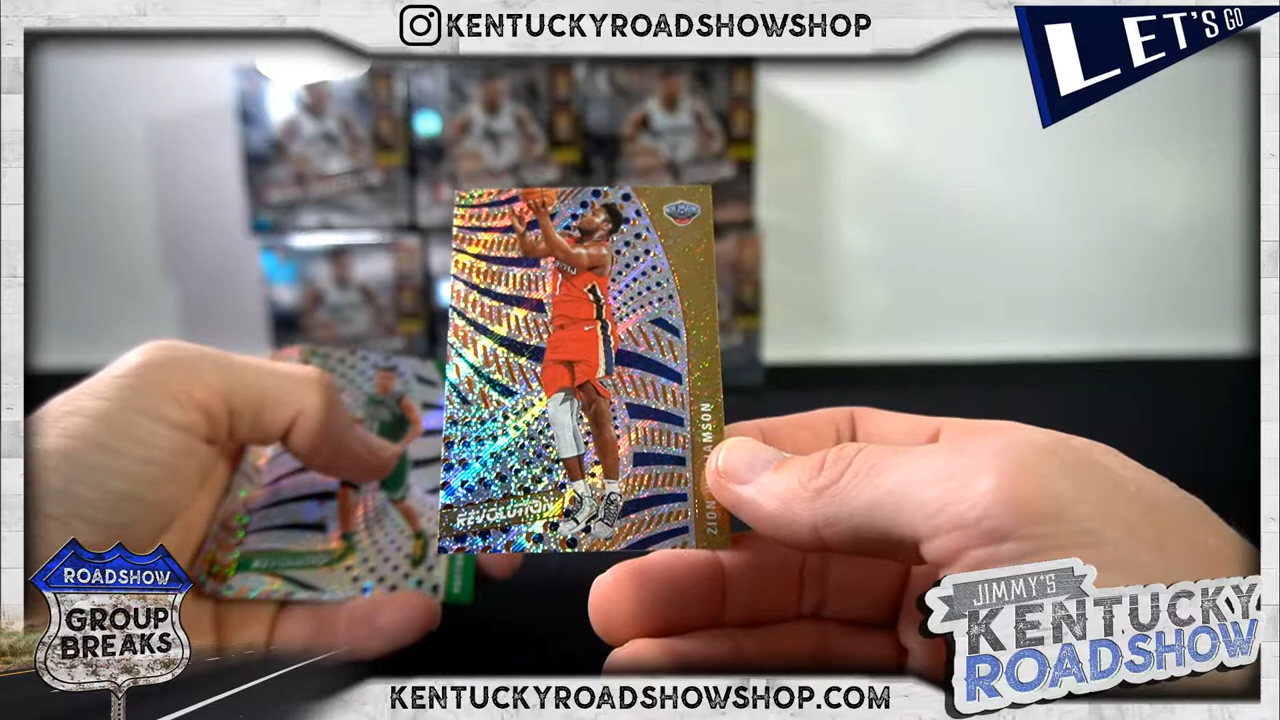 KENTUCKYROADSHOWSHOP
LET'S GO
REVOLUTION
ROADSHOW
GROUP
BREAKS
JIMMY'S
KENTUCKY
ROADSHOW
KENTUCKYROADSHOWSHOP.COM